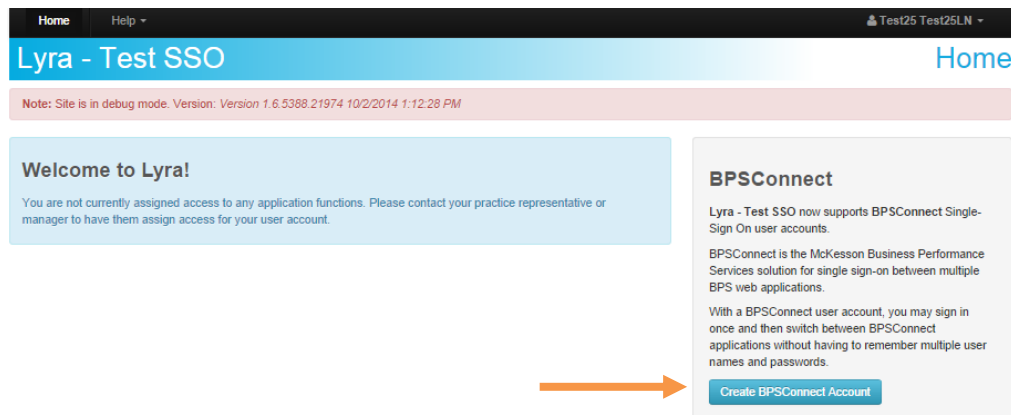 Home Help Test25 Test25LN
Lyra - Test SSO Home
Note: Site is in debug mode. Version: Version 1.6.5388.21974 10/2/2014 1:12:28 PM
Welcome to Lyra!
You are not currently assigned access to any application functions. Please contact your practice representative or
manager to have them assign access for your user account.
BPSConnect
Lyra - Test SSO now supports BPSConnect Single-
Sign On user accounts.
BPSConnect is the McKesson Business Performance
Services solution for single sign-on between multiple
BPS web applications.
With a BPSConnect user account, you may sign in
once and then switch between BPSConnect
applications without having to remember multiple user
names and passwords.
Create BPSConnect Account